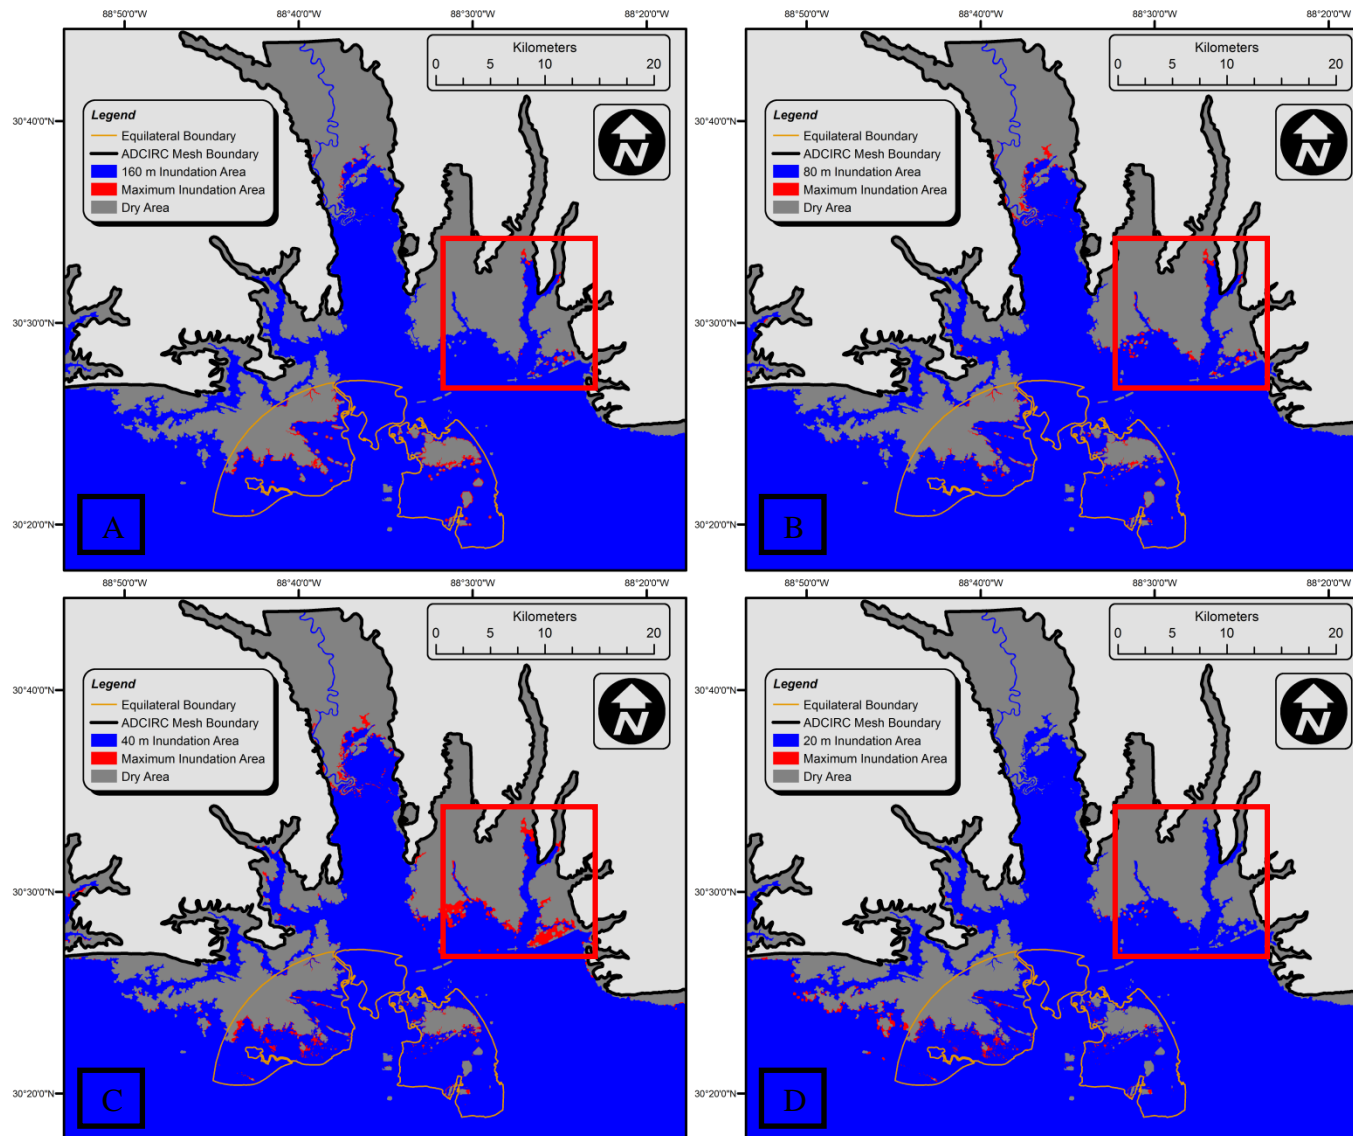 88°50'0"W 88°40'0"W 88°30'0"W 88°20'0"W
88°50'0"W 88°40'0"W 88°30'0"W 88°20'0"W
Kilometers
0 5 10 20
Kilometers
0 5 10 20
30°40'0"N
30°30'0"N
30°20'0"N
Legend
Equilateral Boundary
ADCIRC Mesh Boundary
160 m Inundation Area
Maximum Inundation Area
Dry Area
N
A
30°40'0"N
30°30'0"N
30°20'0"N
Legend
Equilateral Boundary
ADCIRC Mesh Boundary
80 m Inundation Area
Maximum Inundation Area
Dry Area
N
B
88°50'0"W 88°40'0"W 88°30'0"W 88°20'0"W
88°50'0"W 88°40'0"W 88°30'0"W 88°20'0"W
Kilometers
0 5 10 20
Kilometers
0 5 10 20
30°40'0"N
30°30'0"N
30°20'0"N
Legend
Equilateral Boundary
ADCIRC Mesh Boundary
40 m Inundation Area
Maximum Inundation Area
Dry Area
N
C
30°40'0"N
30°30'0"N
30°20'0"N
Legend
Equilateral Boundary
ADCIRC Mesh Boundary
20 m Inundation Area
Maximum Inundation Area
Dry Area
N
D